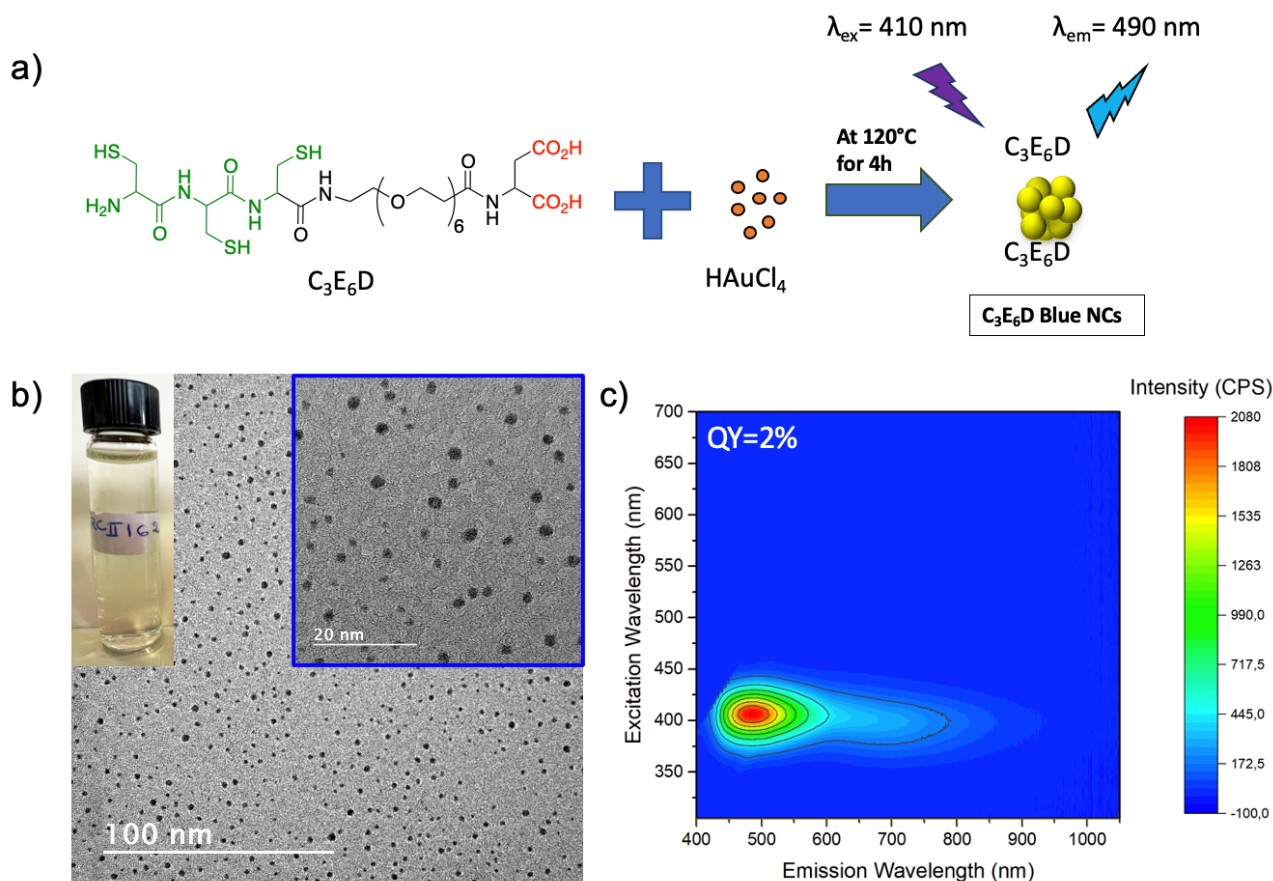 a)
λex= 410 nm
λem= 490 nm
HS
O
SH
H
N
H2N
O
SH
N
H
O
H
N
O
6
O
N
H
CO2H
CO2H
C3E6D
HAuCl4
At 120°C
for 4h
C3E6D
C3E6D
C3E6D Blue NCs
b)
20 nm
100 nm
c)
Intensity (CPS)
QY=2%
Excitation Wavelength (nm)
700
650
600
550
500
450
400
350
400 500 600 700 800 900 1000
Emission Wavelength (nm)
2080
1808
1535
1263
990,0
717,5
445,0
172,5
-100,0